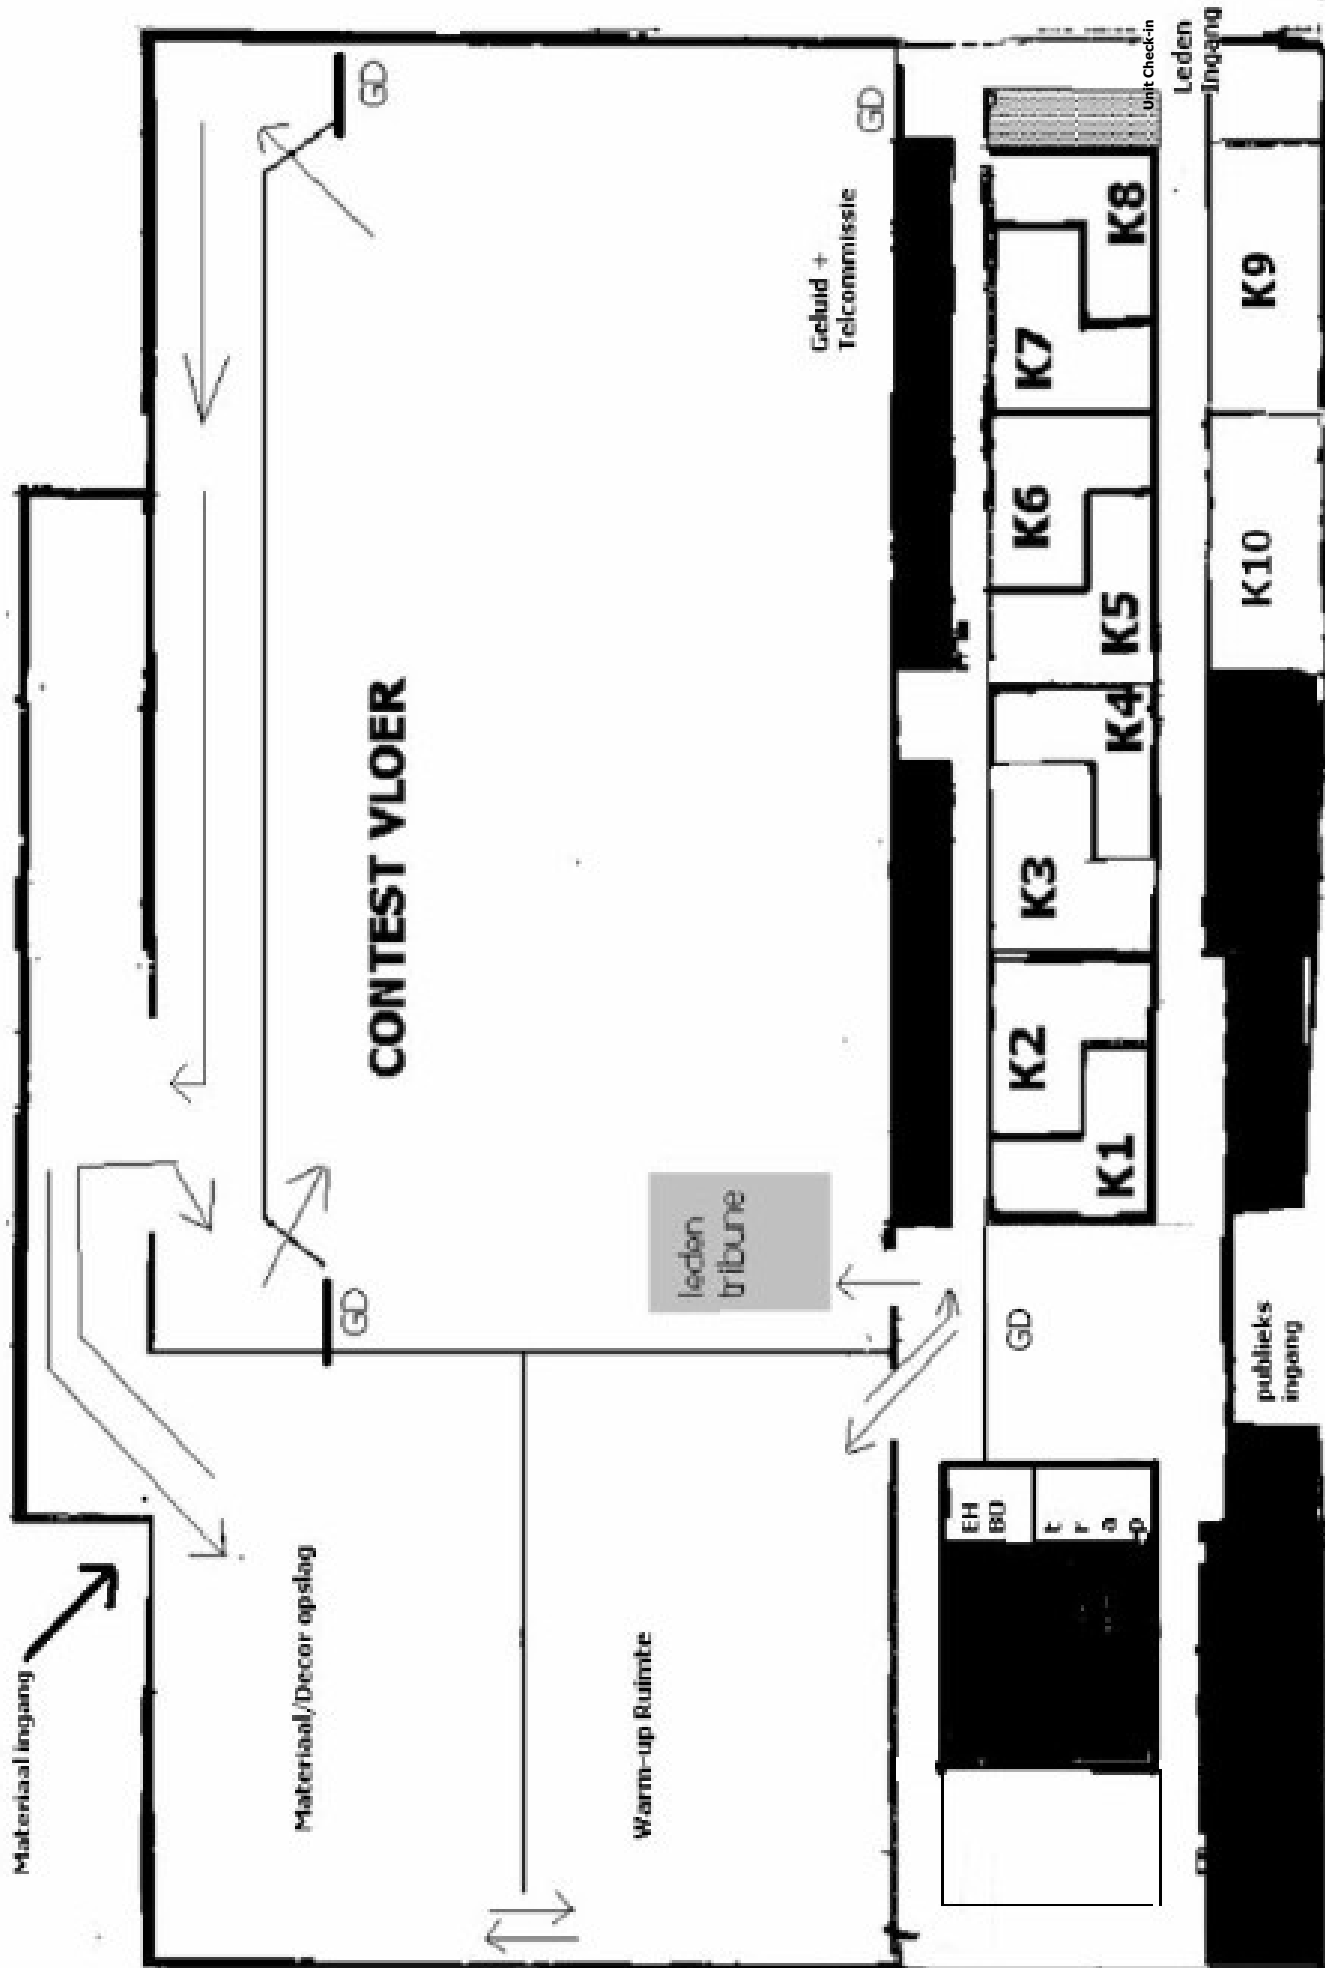 Materiaal ingang
Materiaal/Decor opslag
Warm-up Ruimte
CONTEST VLOER
GD
GD
GD
GD
leden
tribune
Geluid +
Telcommissie
EH
BO
t
r
a
p
K1
K2
K3
K4
K5
K6
K7
K8
K9
K10
publieks
ingang
Unit Check-in
Leden
Ingang